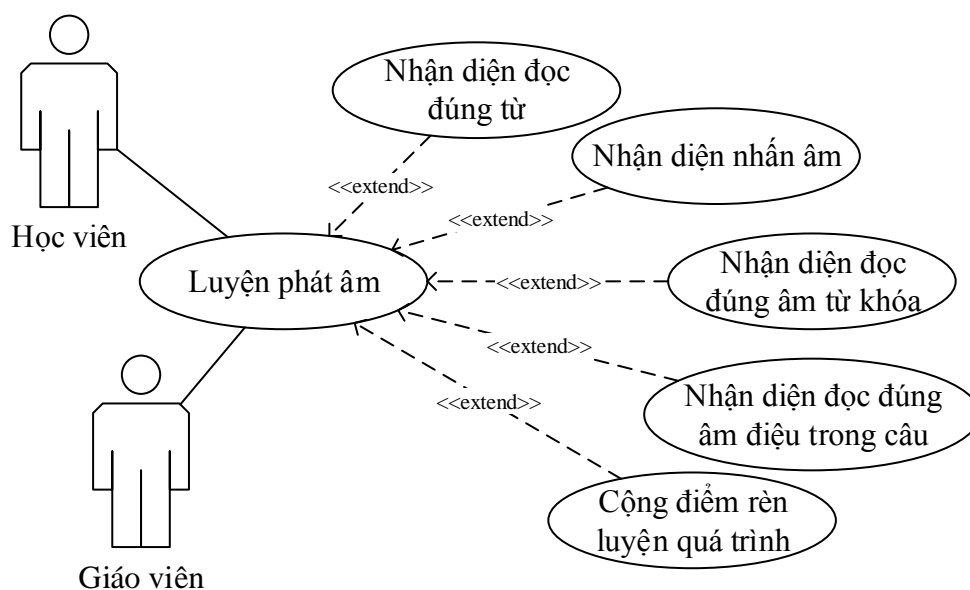 Nhận diện đọc
đúng từ
Nhận diện nhấn âm
<<extend>>
<<extend>>
Học viên
Luyện phát âm
<<extend>>
Nhận diện đọc
đúng âm từ khóa
<<extend>>
<<extend>>
Nhận diện đọc đúng
âm điệu trong câu
Cộng điểm rèn
luyện quá trình
Giáo viên